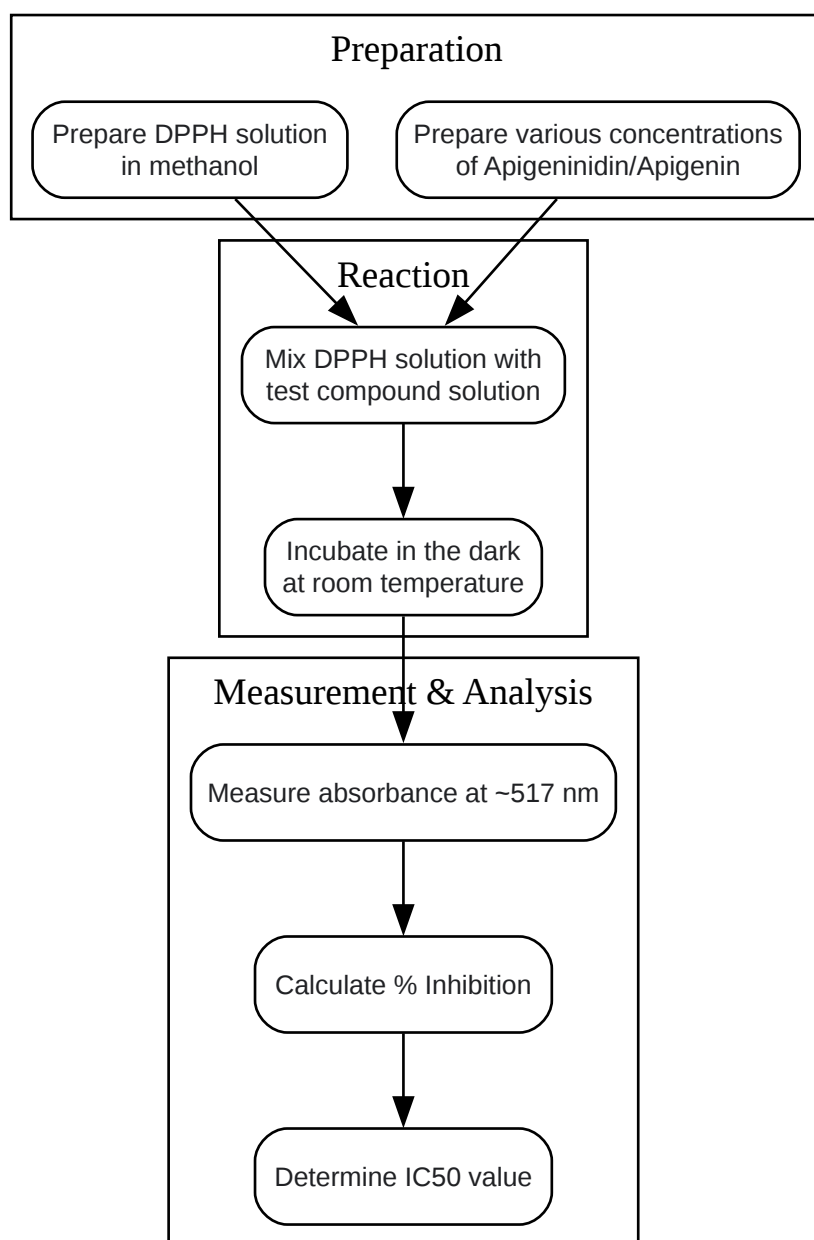 Preparation
Prepare DPPH solution
in methanol
Prepare various concentrations
of Apigeninidin/Apigenin
Reaction
Mix DPPH solution with
test compound solution
Incubate in the dark
at room temperature
Measurement & Analysis
Measure absorbance at ~517 nm
Calculate % Inhibition
Determine IC50 value